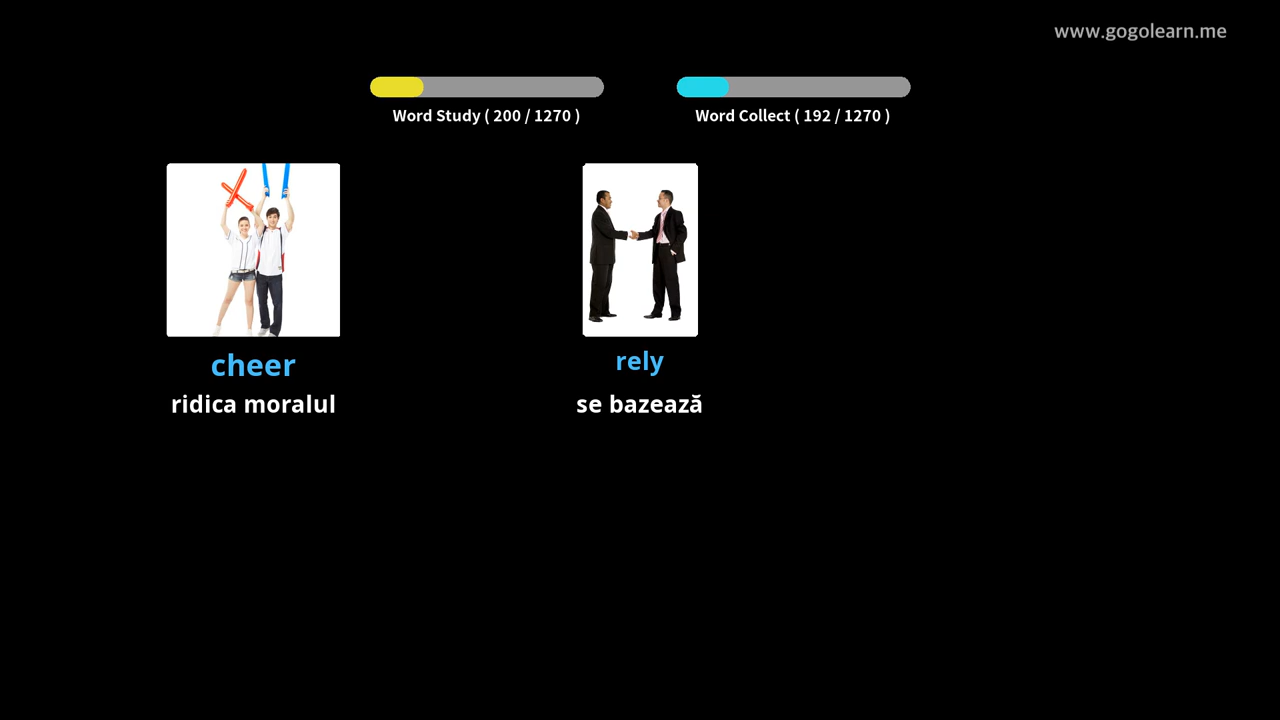 www.gogolearn.me
Word Study ( 200 / 1270 )
Word Collect ( 192 / 1270 )
cheer
ridica moralul
rely
se bazează